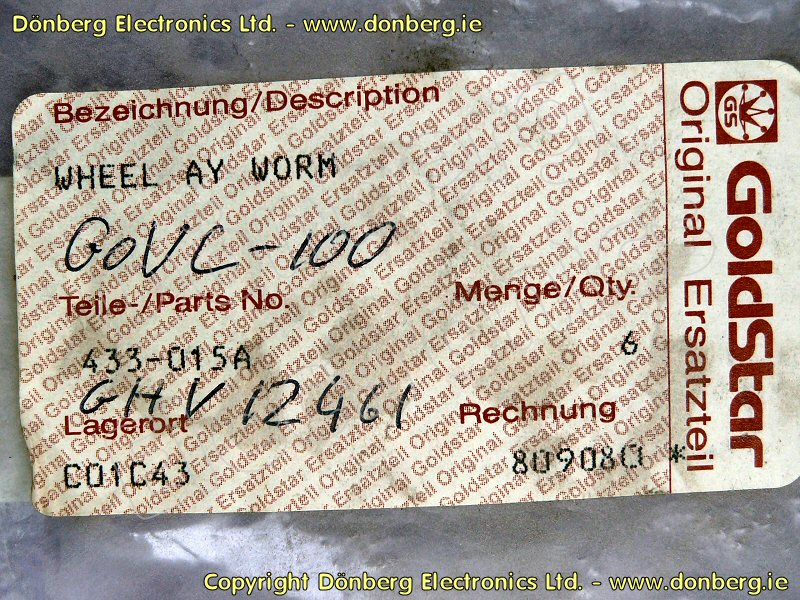 Dönberg Electronics Ltd. - www.donberg.ie
Bezeichnung/Description
WHEEL AY WORM
GoVC-100
Teile-/Parts No.
Menge/Qty.
433-015A
6
GHV12461
Lagerort
Rechnung
C01C43
809080 *
GS
GoldStar
Original Ersatzteil
Copyright Dönberg Electronics Ltd. - www.donberg.ie